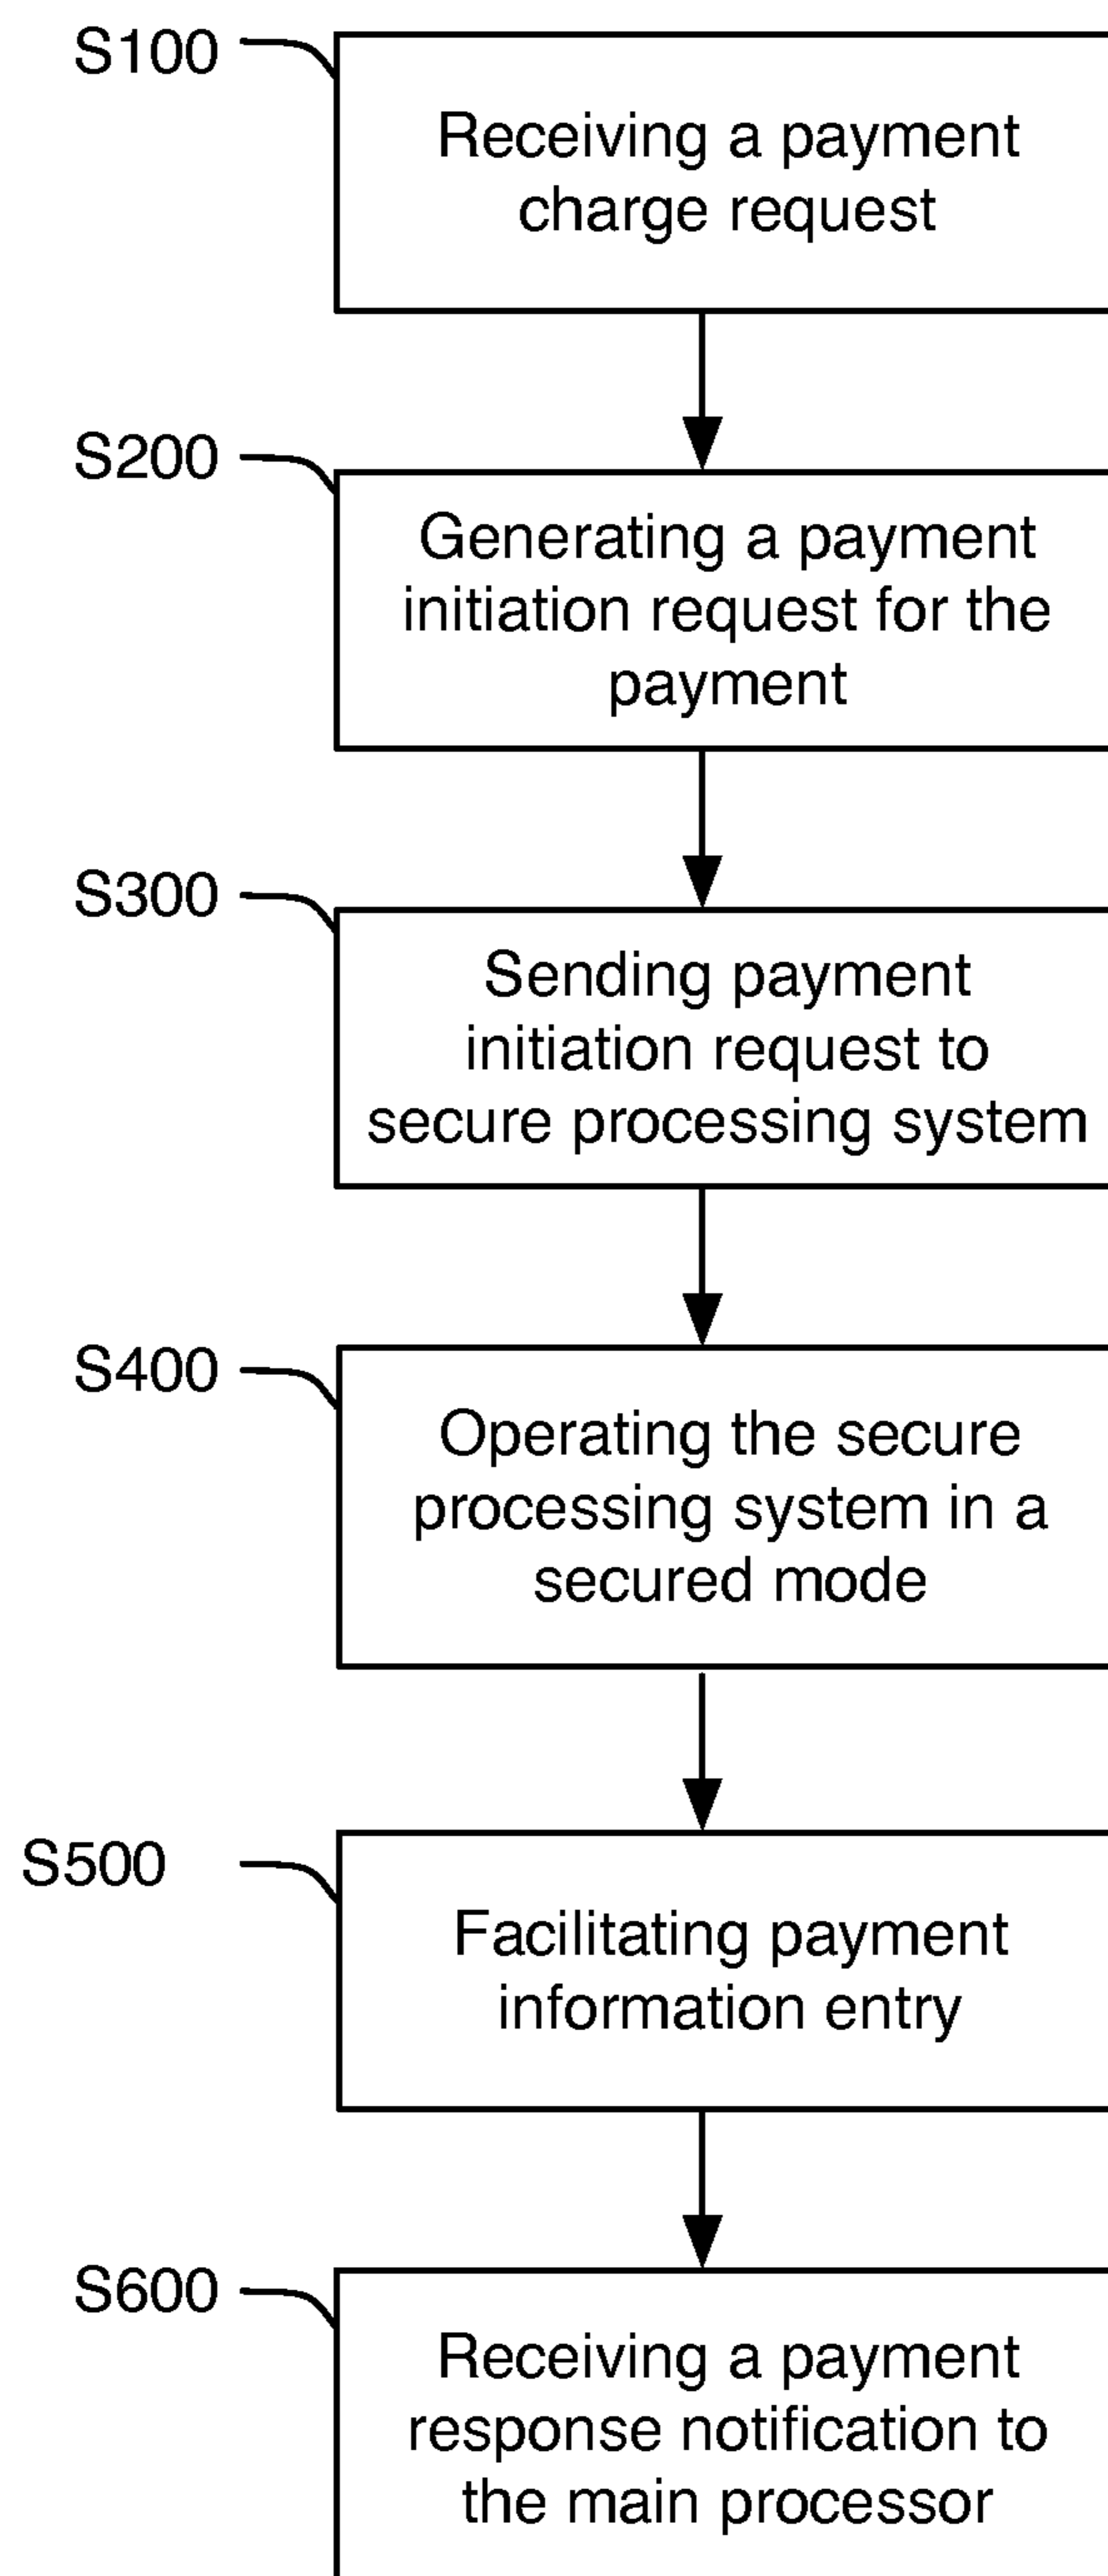 S100
Receiving a payment
charge request
S200
Generating a payment
initiation request for the
payment
S300
Sending payment
initiation request to
secure processing system
S400
Operating the secure
processing system in a
secured mode
S500
Facilitating payment
information entry
S600
Receiving a payment
response notification to
the main processor